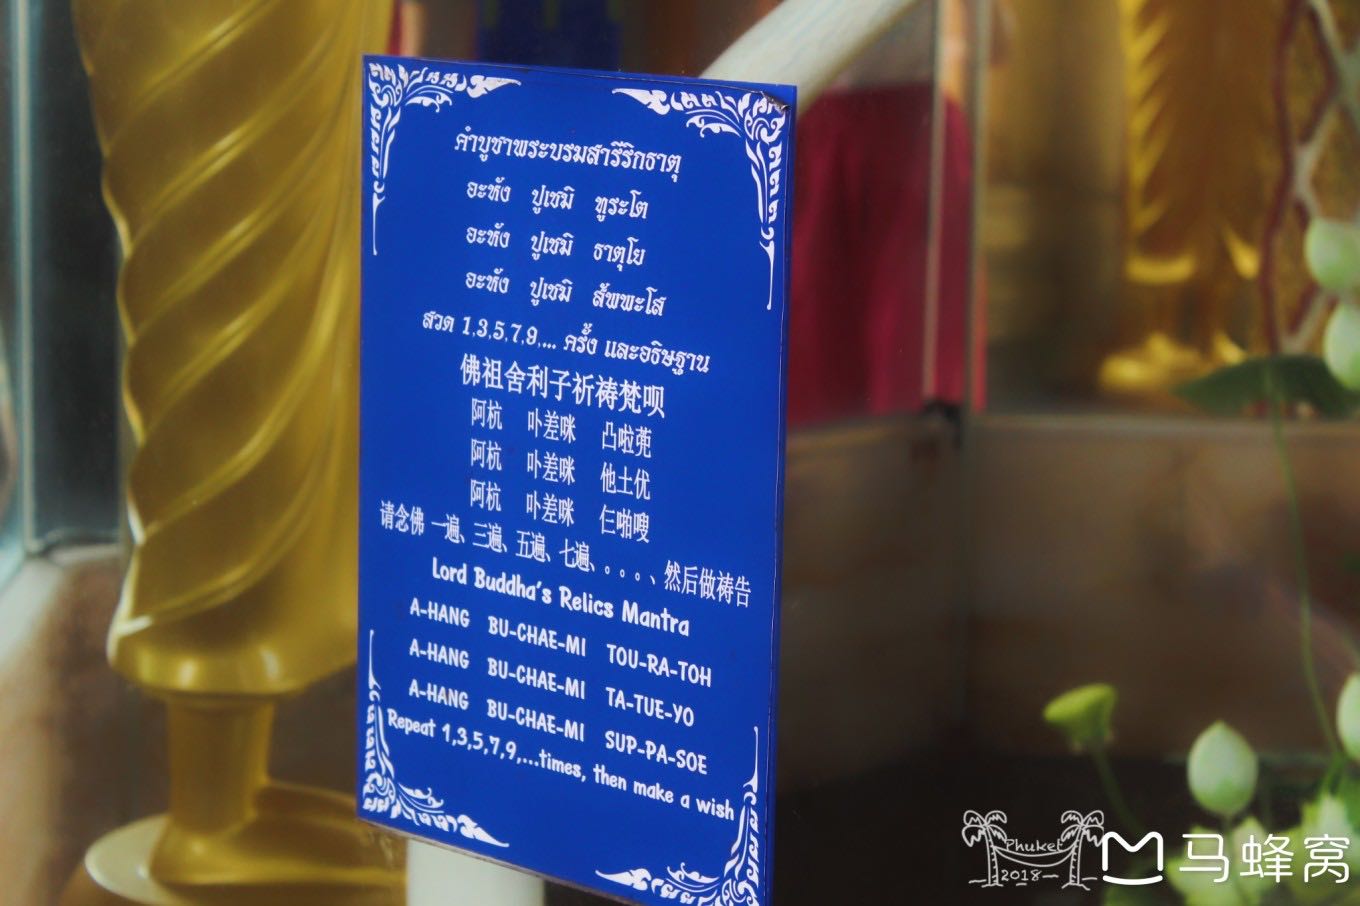 คำบูชาพระบรมสารีริกธาตุ
อะหัง ปูเชมิ ทูระโต
อะหัง ปูเชมิ ธาตุโย
อะหัง ปูเชมิ สัพพะโส
สวด 1,3,5,7,9,... ครั้ง และอธิษฐาน
佛祖舍利子祈祷梵呗
阿杭 卟差咪 凸啦蔸
阿杭 卟差咪 他土优
阿杭 卟差咪 仨啪嗖
请念佛 一遍、三遍、五遍、七遍、。。。、然后做祷告
Lord Buddha's Relics Mantra
A-HANG BU-CHAE-MI TOU-RA-TOH
A-HANG BU-CHAE-MI TA-TUE-YO
A-HANG BU-CHAE-MI SUP-PA-SOE
Repeat 1,3,5,7,9,...times, then make a wish
Phuket
2018
马蜂窝